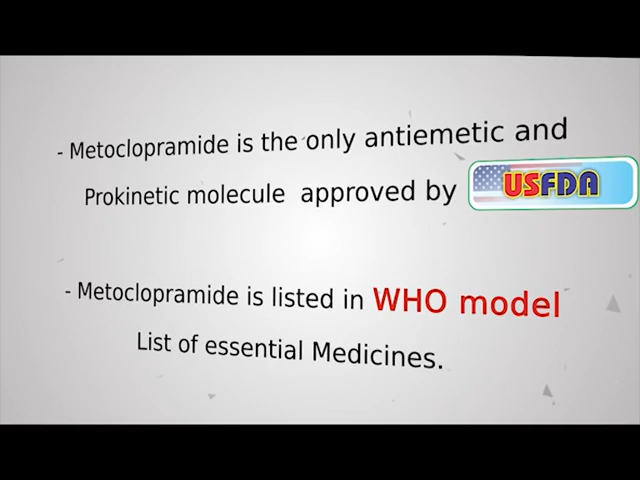 - Metoclopramide is the only antiemetic and
Prokinetic molecule approved by USFDA
- Metoclopramide is listed in WHO model
List of essential Medicines.